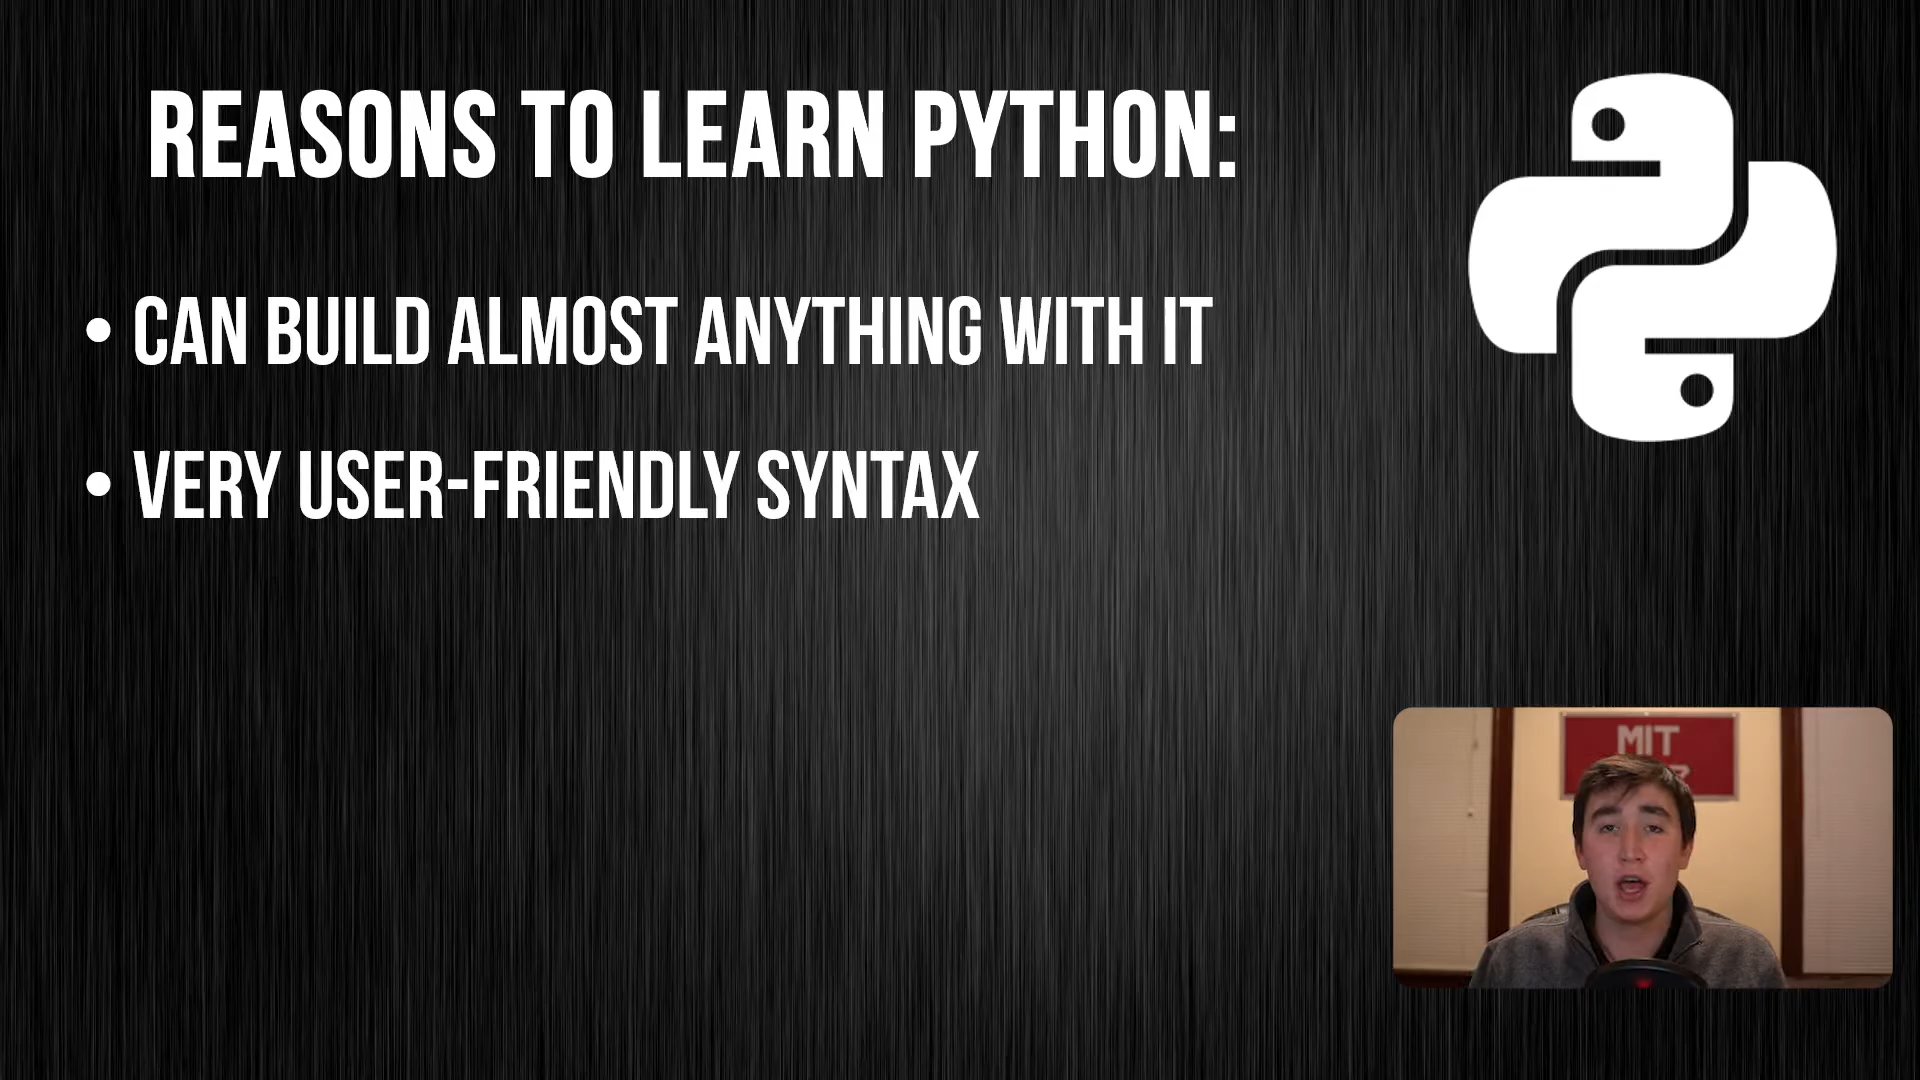 REASONS TO LEARN PYTHON:
• CAN BUILD ALMOST ANYTHING WITH IT
• VERY USER-FRIENDLY SYNTAX
MIT